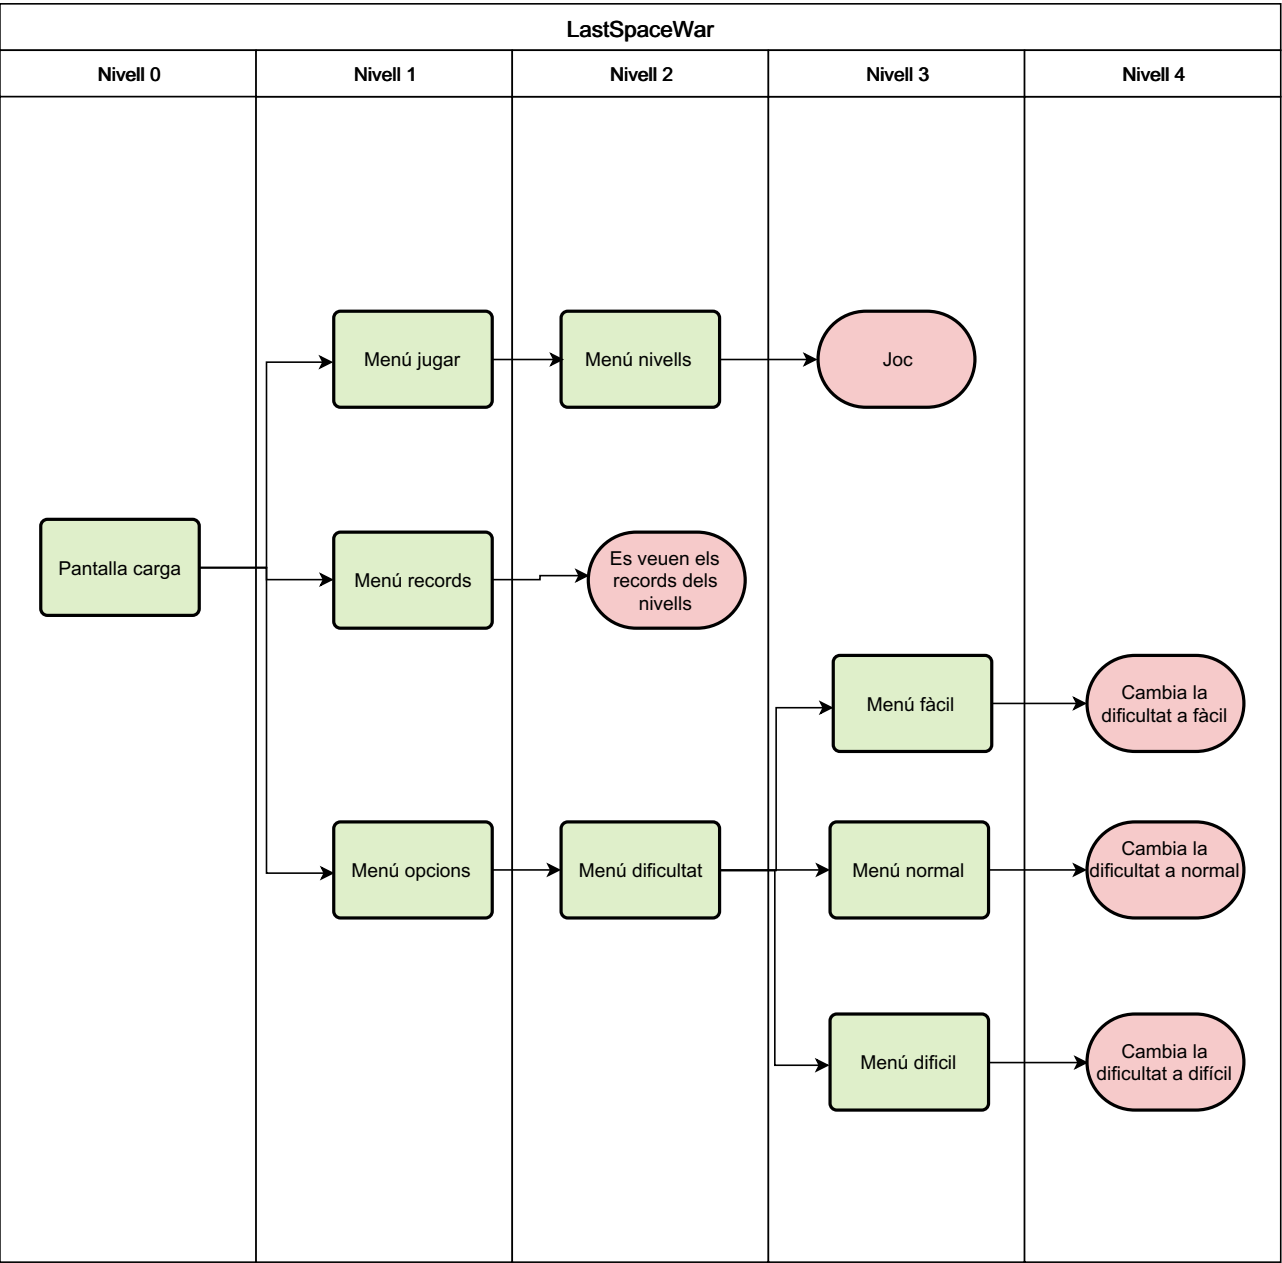 LastSpaceWar
Nivell 0
Nivell 1
Nivell 2
Nivell 3
Nivell 4
Menú jugar
Menú nivells
Joc
Pantalla carga
Menú records
Es veuen els
records dels
nivells
Menú fàcil
Cambia la
dificultat a fàcil
Menú opcions
Menú dificultat
Menú normal
Cambia la
dificultat a normal
Menú dificil
Cambia la
dificultat a difícil